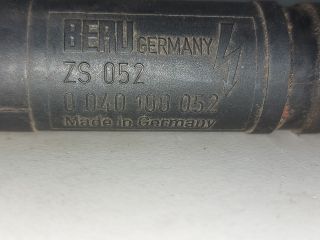 BERU GERMANY
ZS 052
0 040 100 052
Made in Germany